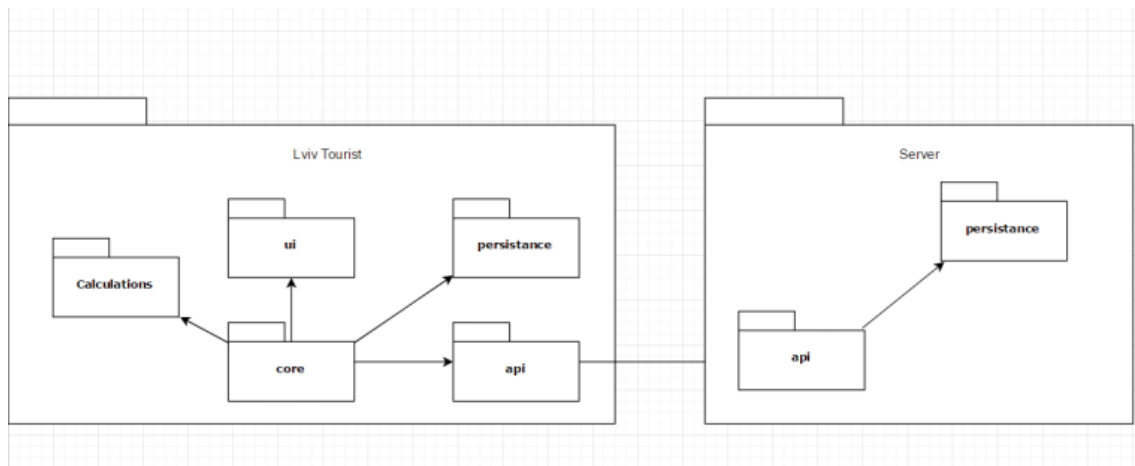 Lviv Tourist
Server
ui
persistance
persistance
Calculations
core
api
api